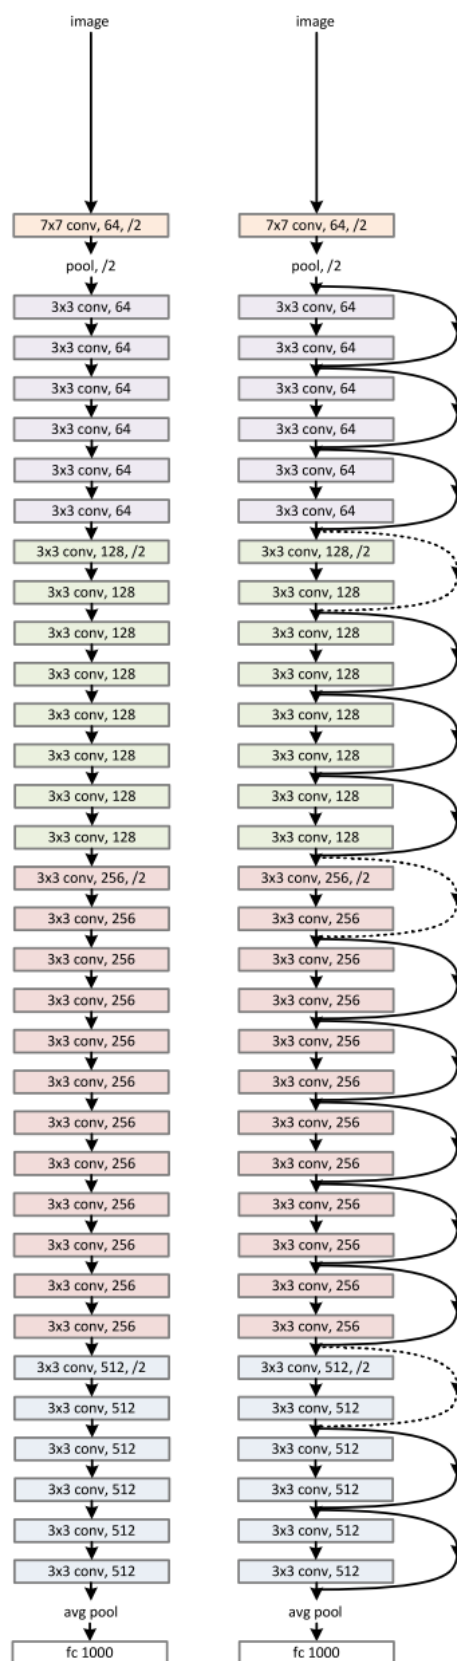 image
7x7 conv, 64, /2
pool, /2
3x3 conv, 64
3x3 conv, 64
3x3 conv, 64
3x3 conv, 64
3x3 conv, 64
3x3 conv, 64
3x3 conv, 128, /2
3x3 conv, 128
3x3 conv, 128
3x3 conv, 128
3x3 conv, 128
3x3 conv, 128
3x3 conv, 128
3x3 conv, 128
3x3 conv, 256, /2
3x3 conv, 256
3x3 conv, 256
3x3 conv, 256
3x3 conv, 256
3x3 conv, 256
3x3 conv, 256
3x3 conv, 256
3x3 conv, 256
3x3 conv, 256
3x3 conv, 256
3x3 conv, 256
3x3 conv, 512, /2
3x3 conv, 512
3x3 conv, 512
3x3 conv, 512
3x3 conv, 512
3x3 conv, 512
avg pool
fc 1000
image
7x7 conv, 64, /2
pool, /2
3x3 conv, 64
3x3 conv, 64
3x3 conv, 64
3x3 conv, 64
3x3 conv, 64
3x3 conv, 64
3x3 conv, 128, /2
3x3 conv, 128
3x3 conv, 128
3x3 conv, 128
3x3 conv, 128
3x3 conv, 128
3x3 conv, 128
3x3 conv, 128
3x3 conv, 256, /2
3x3 conv, 256
3x3 conv, 256
3x3 conv, 256
3x3 conv, 256
3x3 conv, 256
3x3 conv, 256
3x3 conv, 256
3x3 conv, 256
3x3 conv, 256
3x3 conv, 256
3x3 conv, 256
3x3 conv, 512, /2
3x3 conv, 512
3x3 conv, 512
3x3 conv, 512
3x3 conv, 512
3x3 conv, 512
avg pool
fc 1000